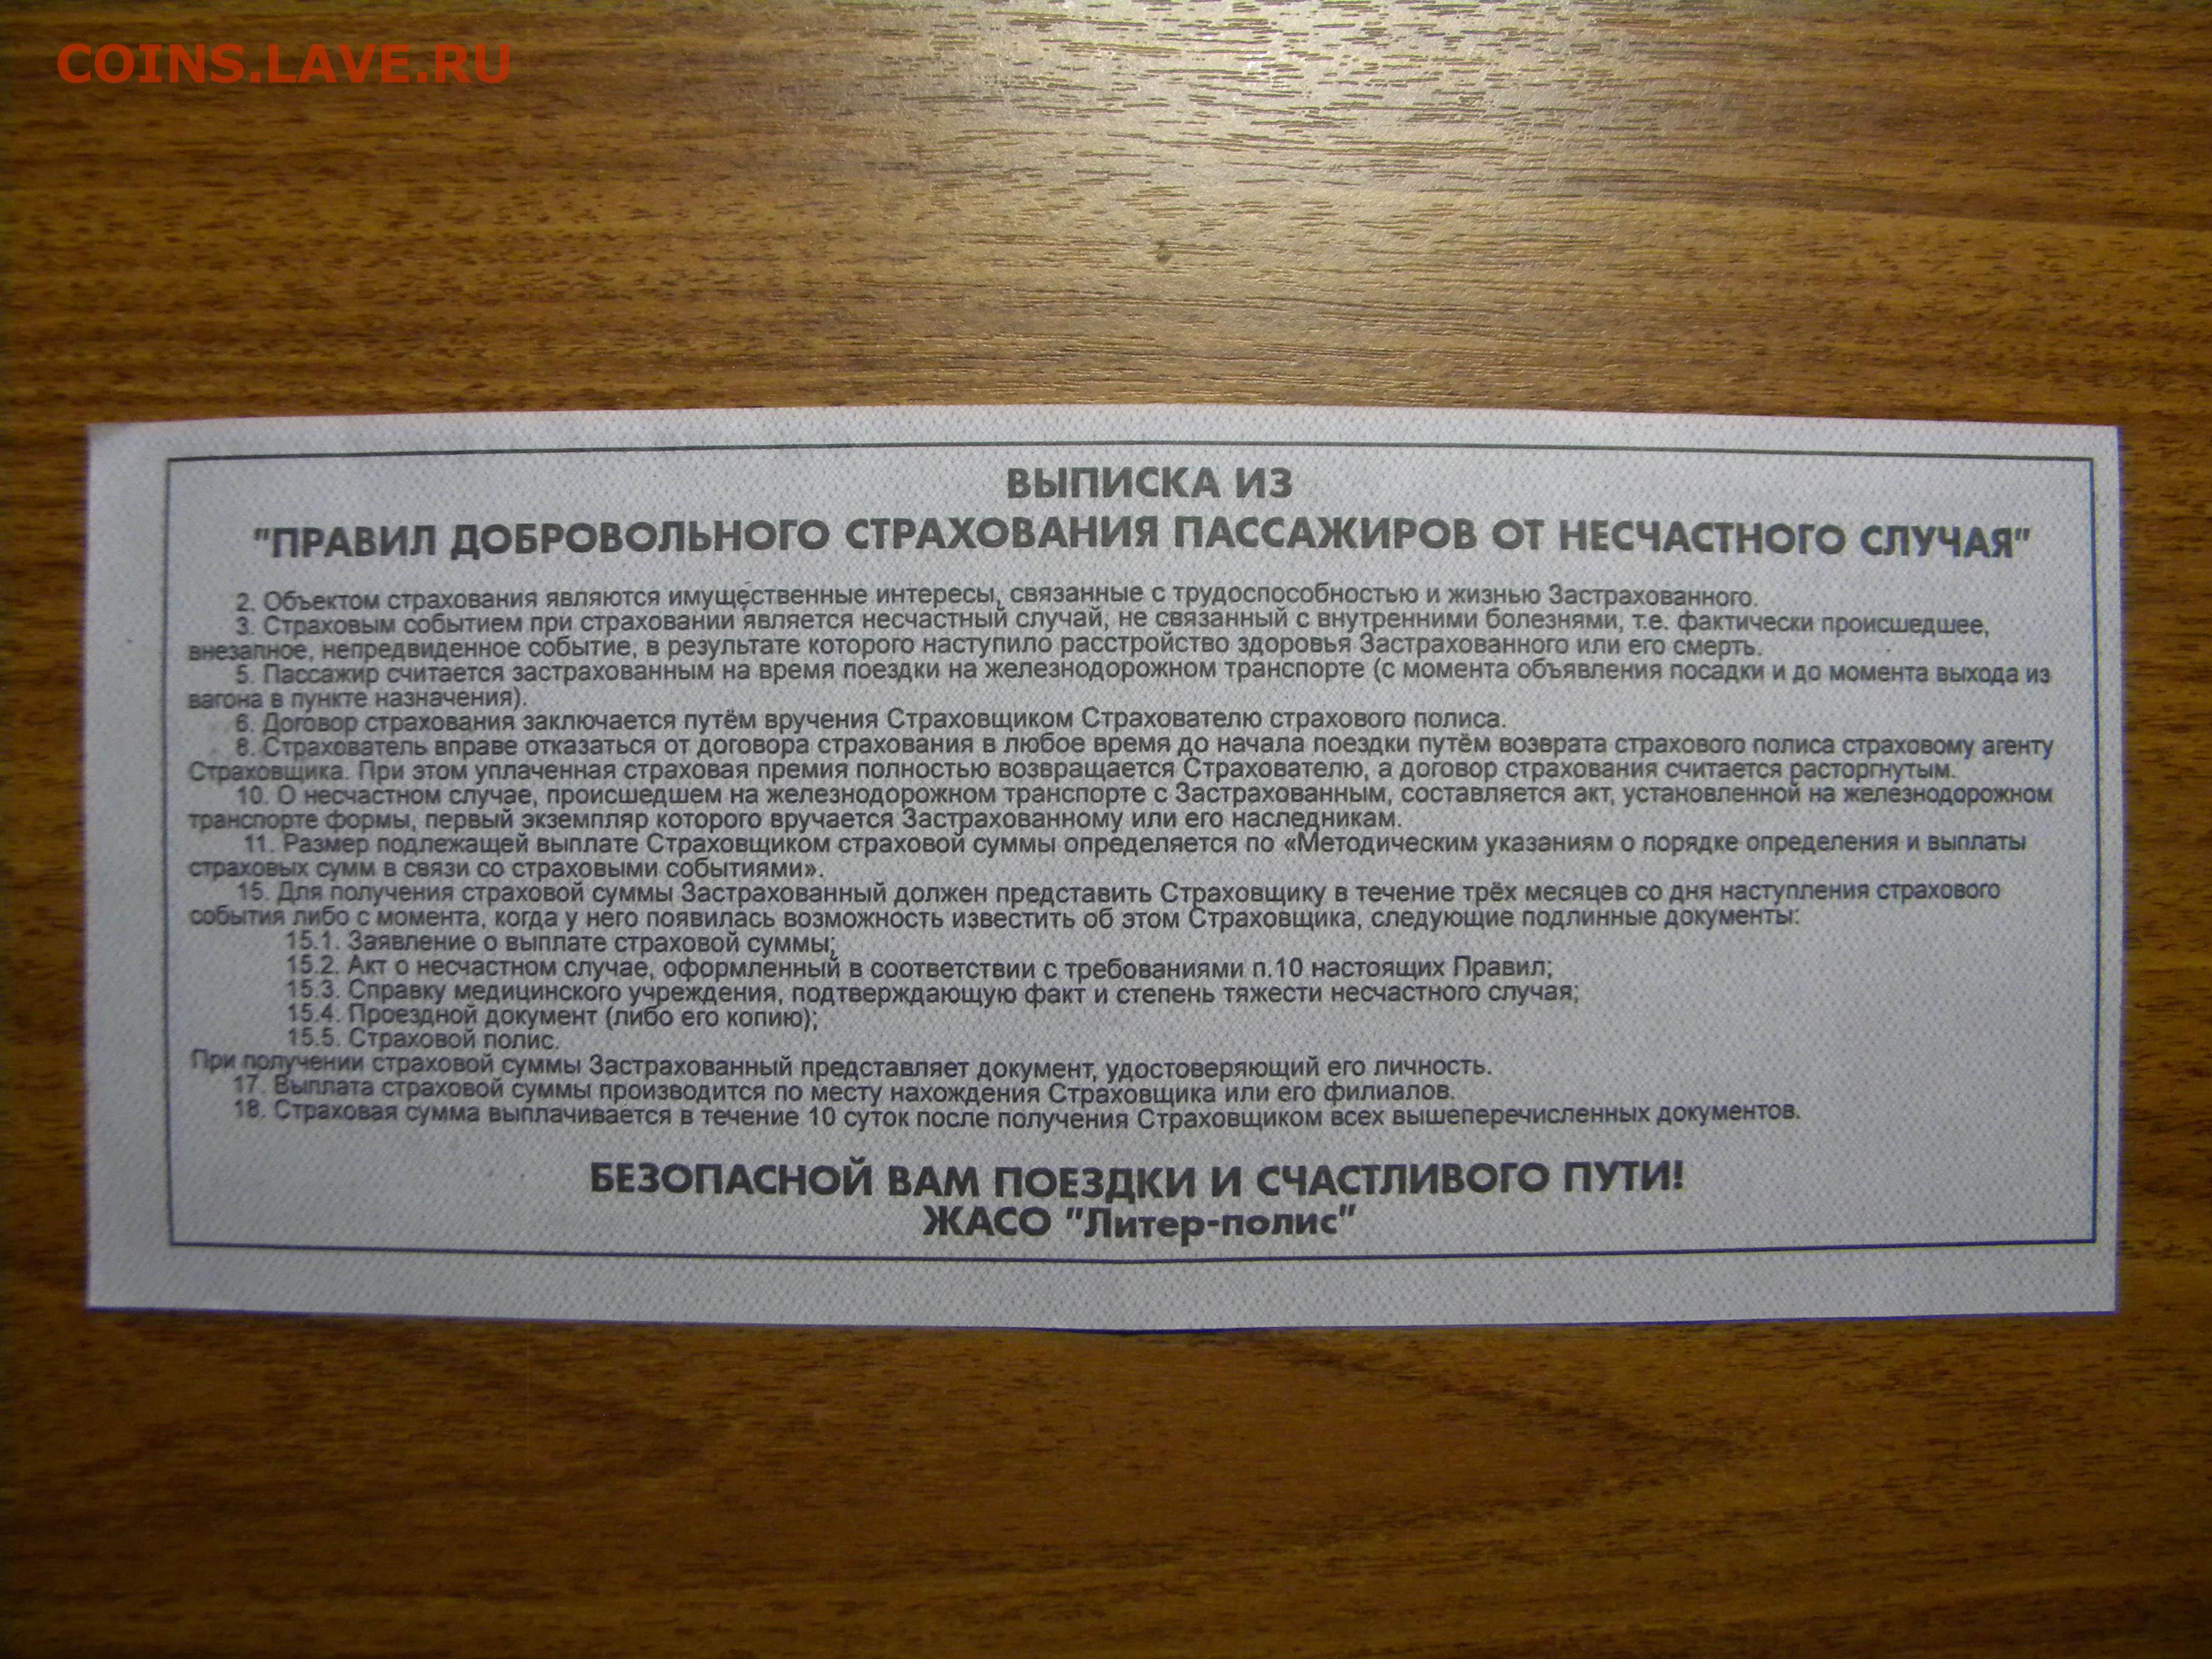 COINS.LAVE.RU
ВЫПИСКА ИЗ
"ПРАВИЛ ДОБРОВОЛЬНОГО СТРАХОВАНИЯ ПАССАЖИРОВ ОТ НЕСЧАСТНОГО СЛУЧАЯ"
2. Объектом страхования являются имущественные интересы, связанные с трудоспособностью и жизнью Застрахованного.
3. Страховым событием при страховании является несчастный случай, не связанный с внутренними болезнями, т.е. фактически происшедшее,
внезапное, непредвиденное событие, в результате которого наступило расстройство здоровья Застрахованного или его смерть.
5. Пассажир считается застрахованным на время поездки на железнодорожном транспорте (с момента объявления посадки и до момента выхода из
вагона в пункте назначения).
6. Договор страхования заключается путём вручения Страховщиком Страхователю страхового полиса.
8. Страхователь вправе отказаться от договора страхования в любое время до начала поездки путём возврата страхового полиса страховому агенту
Страховщика. При этом уплаченная страховая премия полностью возвращается Страхователю, а договор страхования считается расторгнутым.
10. О несчастном случае, происшедшем на железнодорожном транспорте с Застрахованным, составляется акт, установленной на железнодорожном
транспорте формы, первый экземпляр которого вручается Застрахованному или его наследникам.
11. Размер подлежащей выплате Страховщиком страховой суммы определяется по «Методическим указаниям о порядке определения и выплаты
страховых сумм в связи со страховыми событиями».
15. Для получения страховой суммы Застрахованный должен представить Страховщику в течение трёх месяцев со дня наступления страхового
события либо с момента, когда у него появилась возможность известить об этом Страховщика, следующие подлинные документы:
15.1. Заявление о выплате страховой суммы;
15.2. Акт о несчастном случае, оформленный в соответствии с требованиями п.10 настоящих Правил;
15.3. Справку медицинского учреждения, подтверждающую факт и степень тяжести несчастного случая;
15.4. Проездной документ (либо его копию);
15.5. Страховой полис.
При получении страховой суммы Застрахованный представляет документ, удостоверяющий его личность.
17. Выплата страховой суммы производится по месту нахождения Страховщика или его филиалов.
18. Страховая сумма выплачивается в течение 10 суток после получения Страховщиком всех вышеперечисленных документов.
БЕЗОПАСНОЙ ВАМ ПОЕЗДКИ И СЧАСТЛИВОГО ПУТИ!
ЖАСО "Литер-полис"